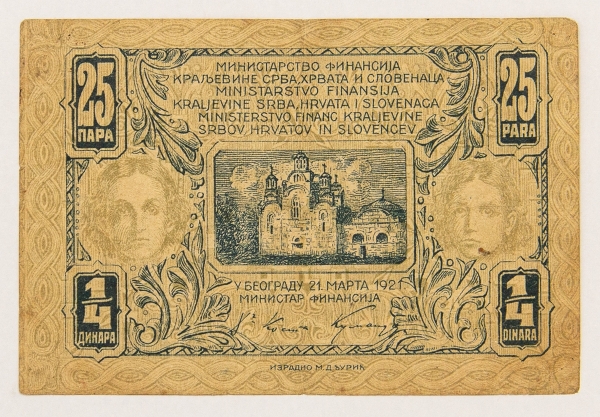 25
ПАРА
МИНИСТАРСТВО ФИНАНСИЈА
КРАЉЕВИНЕ СРБА, ХРВАТА И СЛОВЕНАЦА
MINISTARSTVO FINANSIJA
KRALJEVINE SRBA, HRVATA I SLOVENACA
MINISTERSTVO FINANC KRALJEVINE
SRBOV, HRVATOV IN SLOVENCEV
25
PARA
У БЕОГРАДУ 21. МАРТА 1921
МИНИСТАР ФИНАНСИЈА
1/4
ДИНАРА
1/4
DINARA
ИЗРАДИО М. Д. ЂУРИЋ